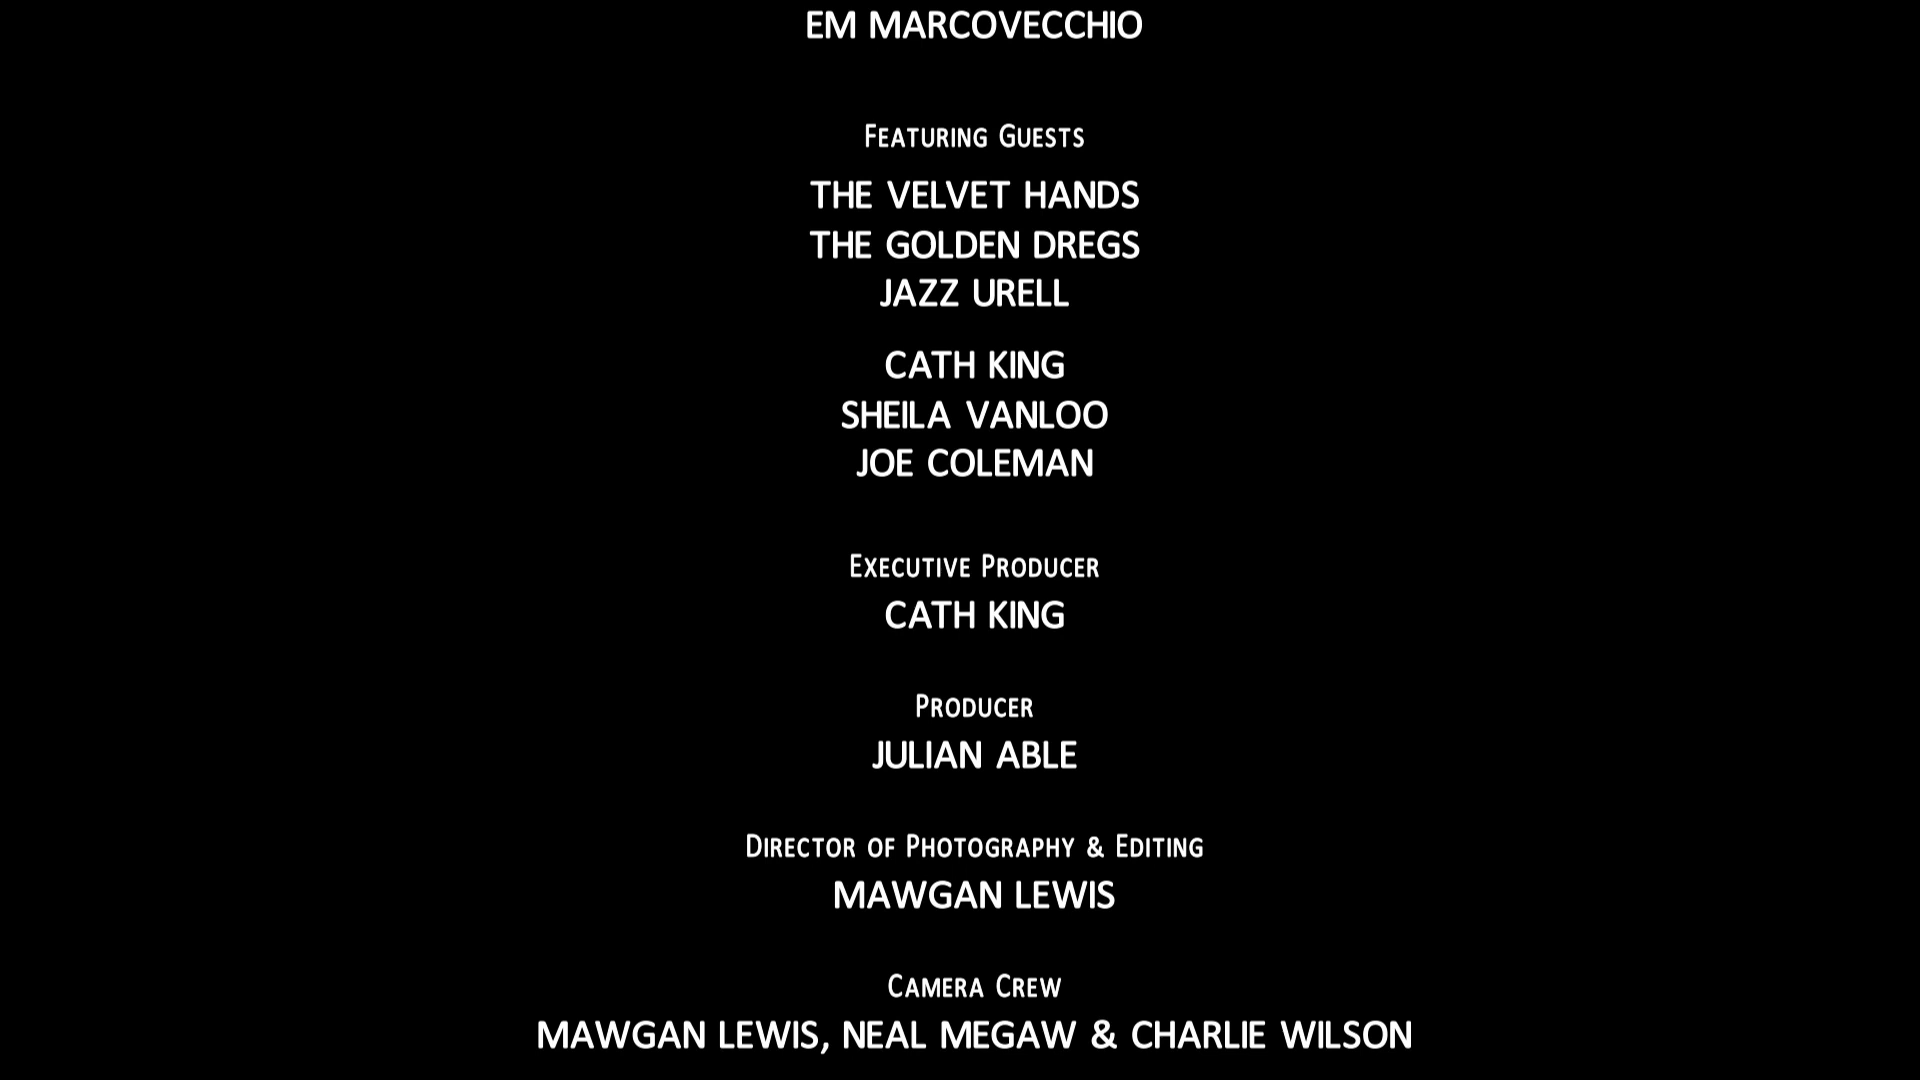 EM MARCOVECCHIO
Featuring Guests
THE VELVET HANDS
THE GOLDEN DREGS
JAZZ URELL
CATH KING
SHEILA VANLOO
JOE COLEMAN
Executive Producer
CATH KING
Producer
JULIAN ABLE
Director of Photography & Editing
MAWGAN LEWIS
Camera Crew
MAWGAN LEWIS, NEAL MEGAW & CHARLIE WILSON